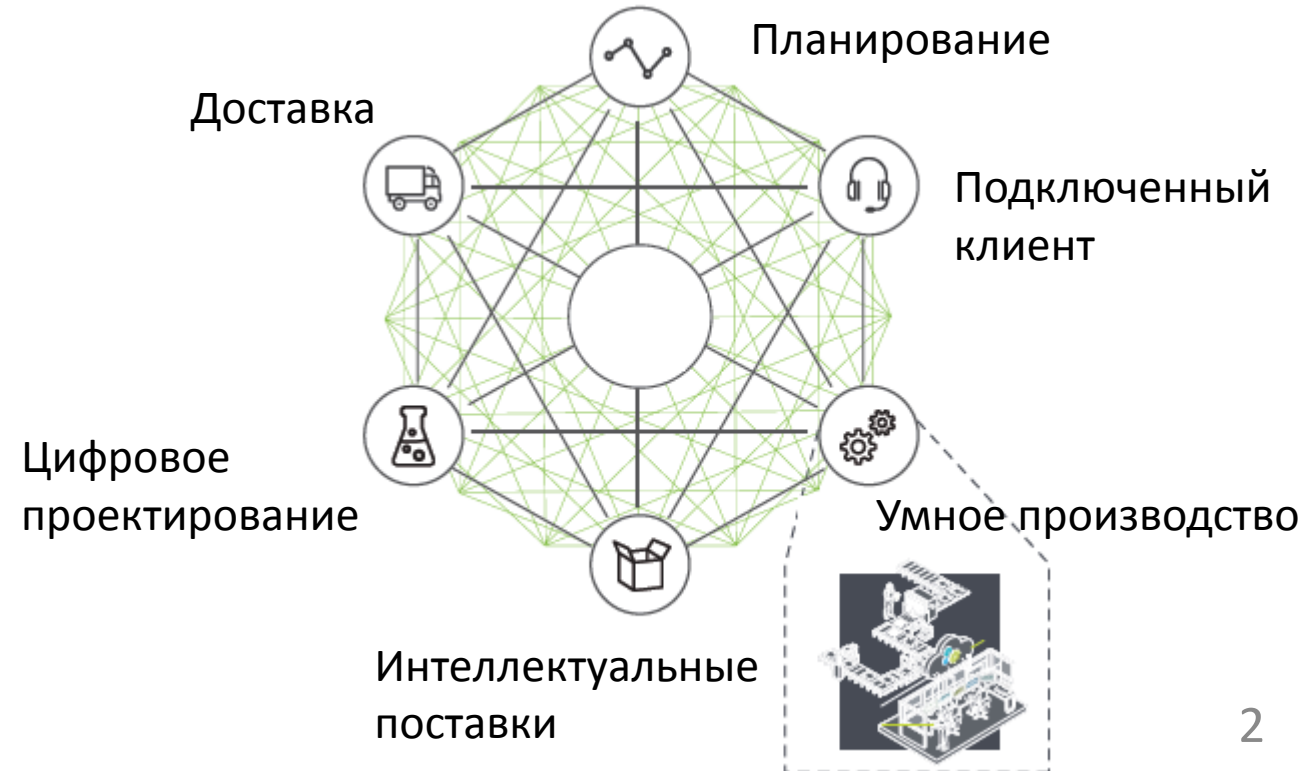 Планирование
Доставка
Подключенный
клиент
Цифровое
проектирование
Умное производство
Интеллектуальные
поставки
2